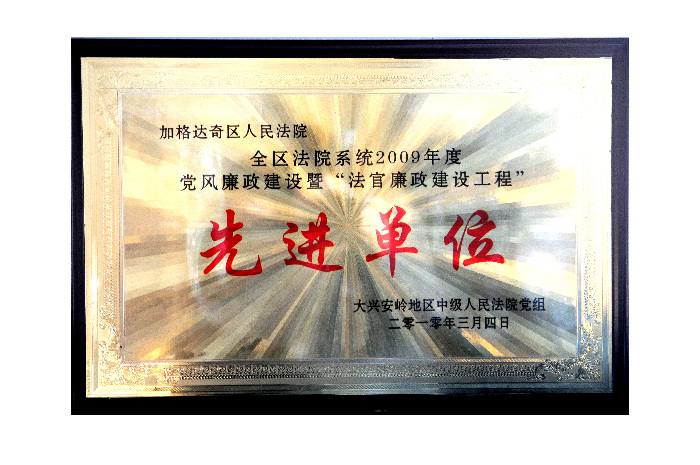 加格达奇区人民法院
全区法院系统2009年度
党风廉政建设暨“法官廉政建设工程”
先进单位
大兴安岭地区中级人民法院党组
二零一零年三月四日